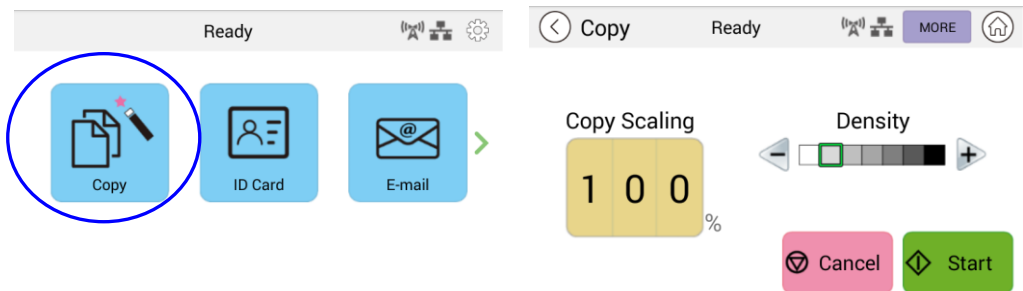 Ready
Copy
ID Card
@
E-mail
Copy Ready MORE
Copy Scaling
1 0 0 %
Density
- +
Cancel
Start